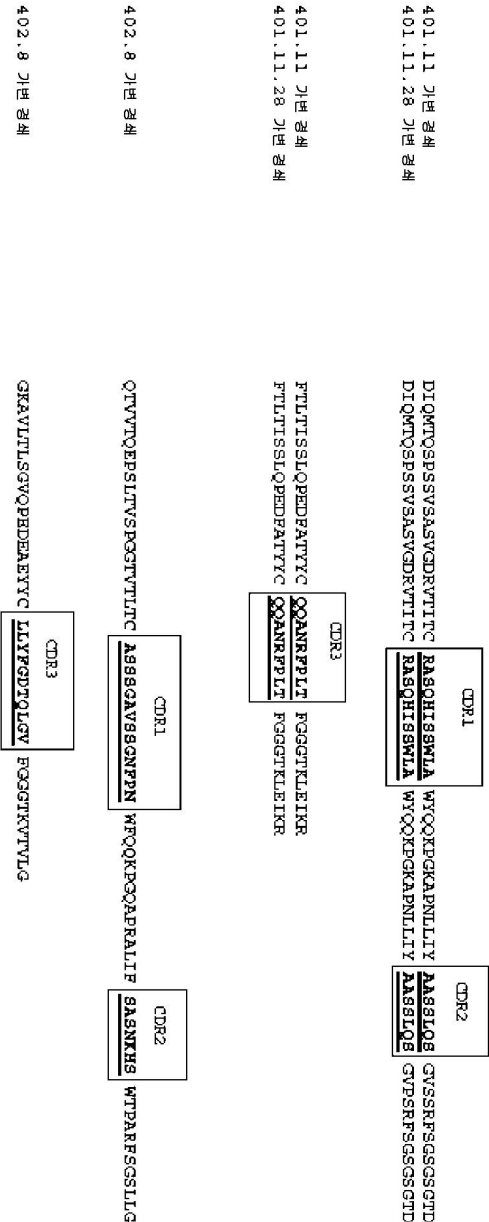 CDR1 CDR2
401.11 가변 경쇄 DIQMTQSPSSVSASVGDRVTITC RASQHISSWLA WYQQKPGKAPNLLIY AASSLQS GVSSRFSGSGSGTD
401.11.28 가변 경쇄 DIQMTQSPSSVSASVGDRVTITC RASQHISSWLA WYQQKPGKAPNLLIY AASSLQS GVPSRFSGSGSGTD
CDR3
401.11 가변 경쇄 FTLTISSLQPEDFATYYC QQANRFPLT FGGGTKLEIKR
401.11.28 가변 경쇄 FTLTISSLQPEDFATYYC QQANRFPLT FGGGTKLEIKR
CDR1 CDR2
402.8 가변 경쇄 QTVVTQEPSLTVSPGGTVTLTC ASSSGAVSSGNFPN WFQQKPGQAPRALIF SASNKHS WTPARFSGSLLG
CDR3
402.8 가변 경쇄 GKAVLTLSGVQPEDEAEYYC LLYFGDTQLGV FGGGTKVTVLG